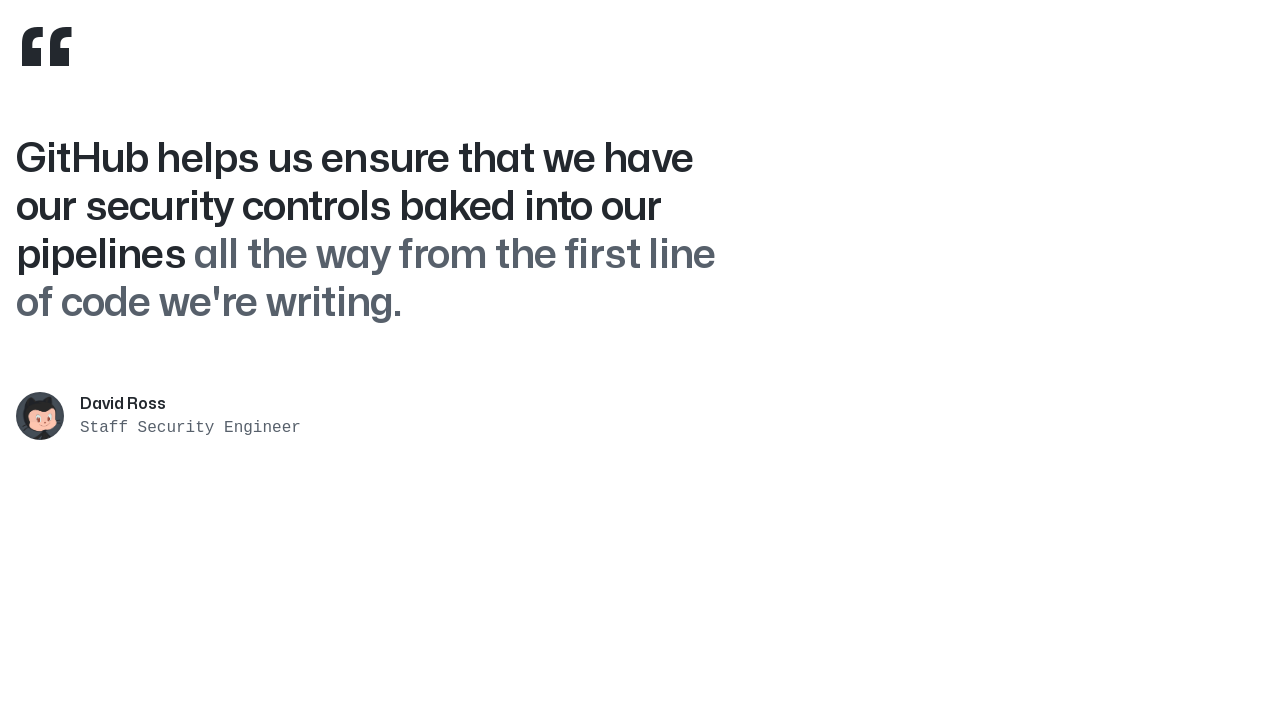 “
GitHub helps us ensure that we have
our security controls baked into our
pipelines all the way from the first line
of code we're writing.
David Ross
Staff Security Engineer